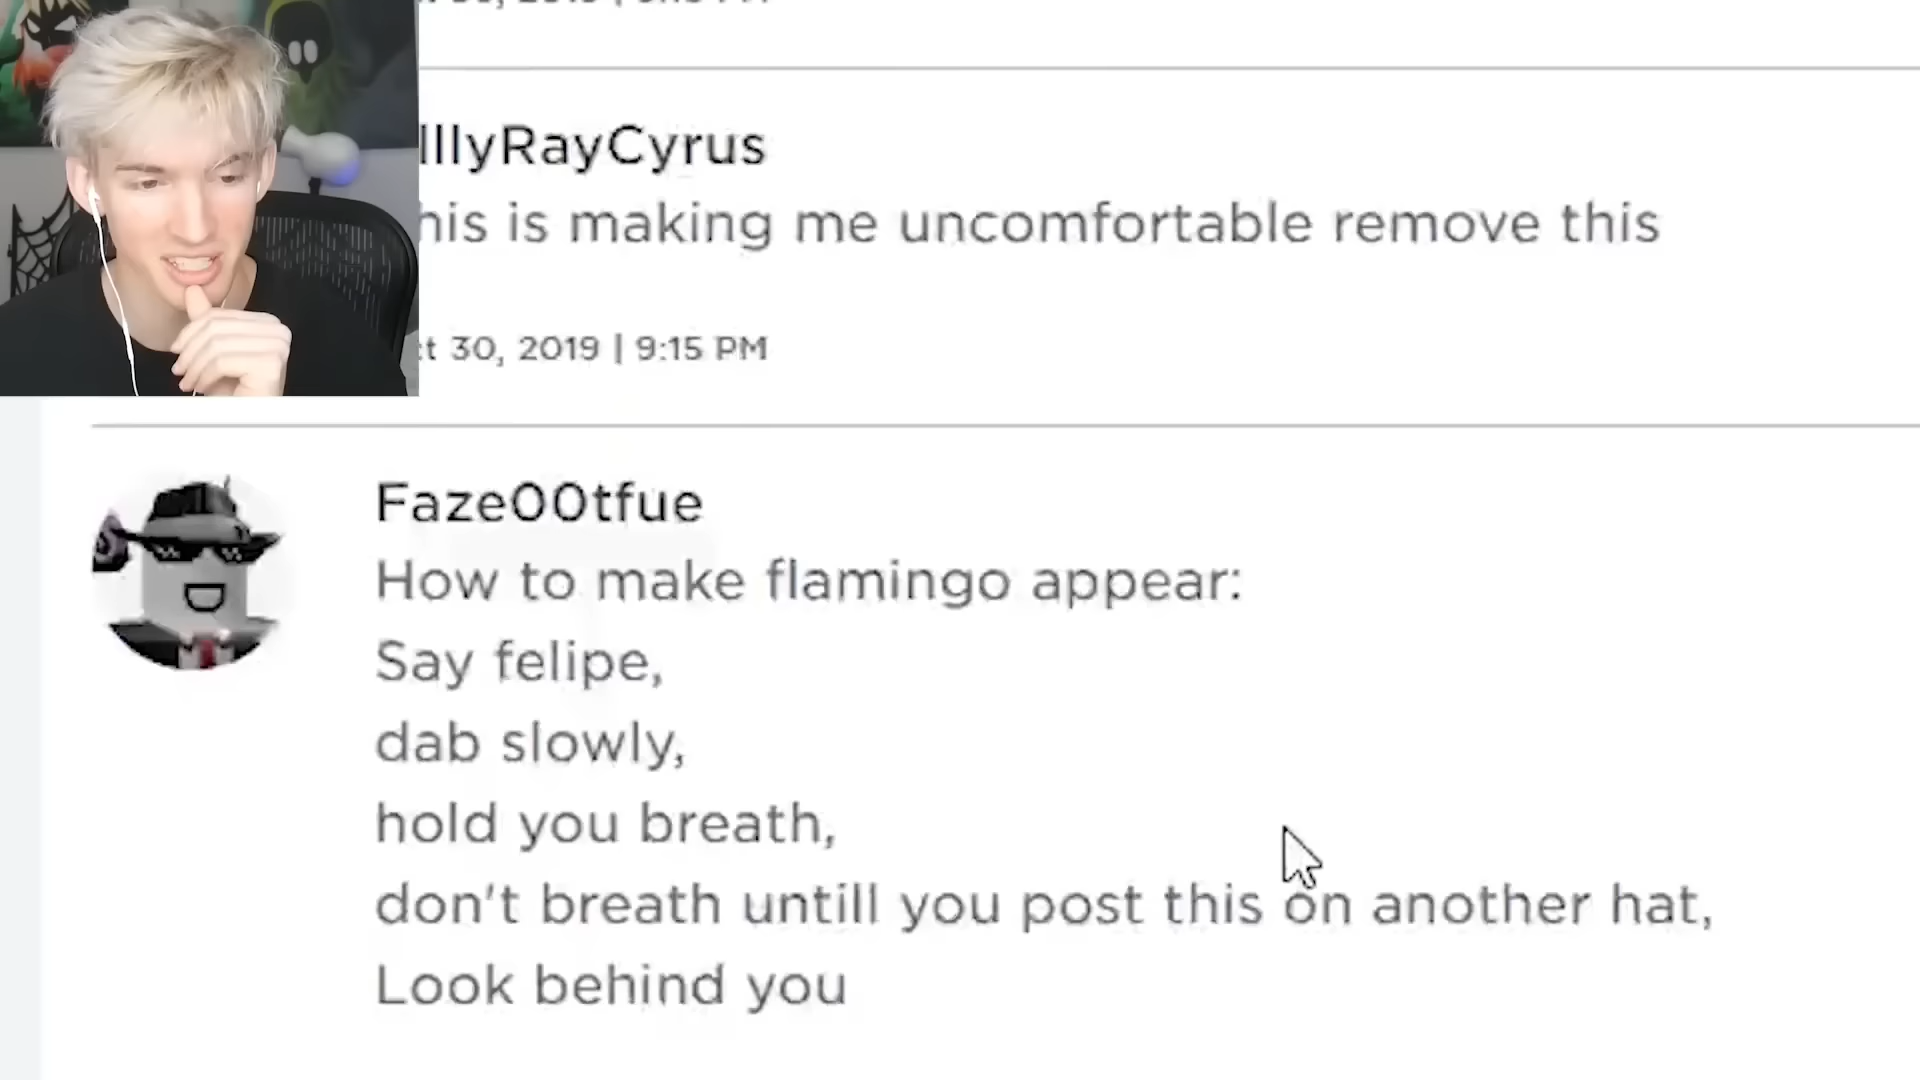 lllyRayCyrus
his is making me uncomfortable remove this
t 30, 2019 | 9:15 PM
Faze00tfue
How to make flamingo appear:
Say felipe,
dab slowly,
hold you breath,
don't breath untill you post this on another hat,
Look behind you